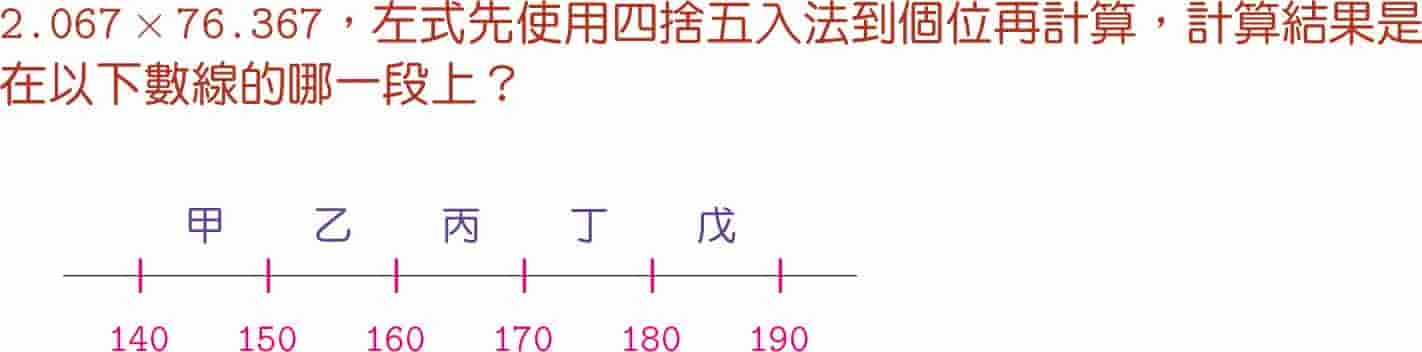 2.067×76.367，左式先使用四捨五入法到個位再計算，計算結果是
在以下數線的哪一段上？
甲 乙 丙 丁 戊
140 150 160 170 180 190